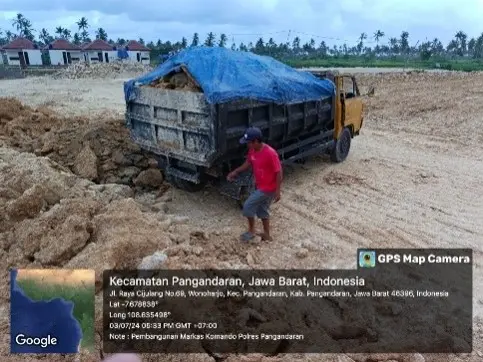 GPS Map Camera
Kecamatan Pangandaran, Jawa Barat, Indonesia
Jl. Raya Cijulang No.69, Wonoharjo, Kec. Pangandaran, Kab. Pangandaran, Jawa Barat 46396, Indonesia
Lat -7.678838°
Long 108.635498°
03/07/24 05:33 PM GMT +07:00
Note : Pembangunan Markas Komando Polres Pangandaran
Google